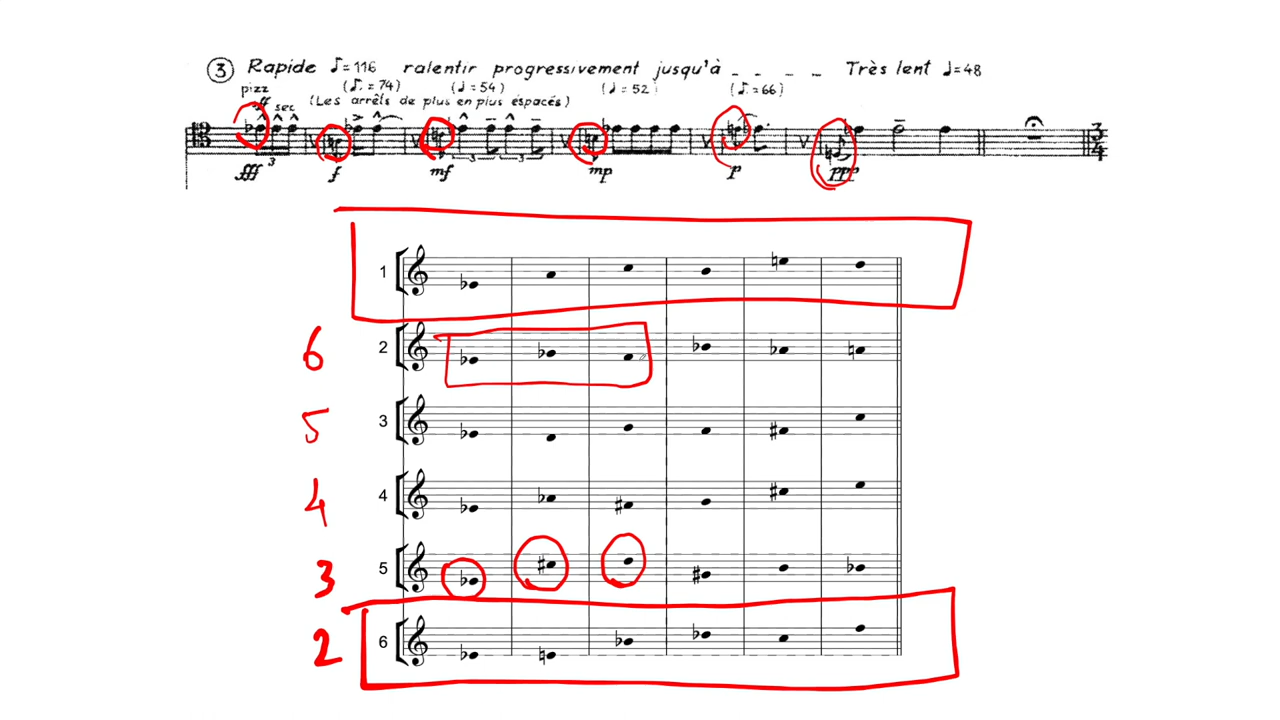 ③ Rapide ♩=116 ralentir progressivement jusqu'à _ _ _ _ Très lent ♩=48
pizz (♩.=74) (♩=54) (♩=52) (♪=66)
ff sec (Les arrêts de plus en plus espacés)
3 3 3 3/4
fff f mf mp p ppp
1
6 2
5 3
4 4
3 5
2 6